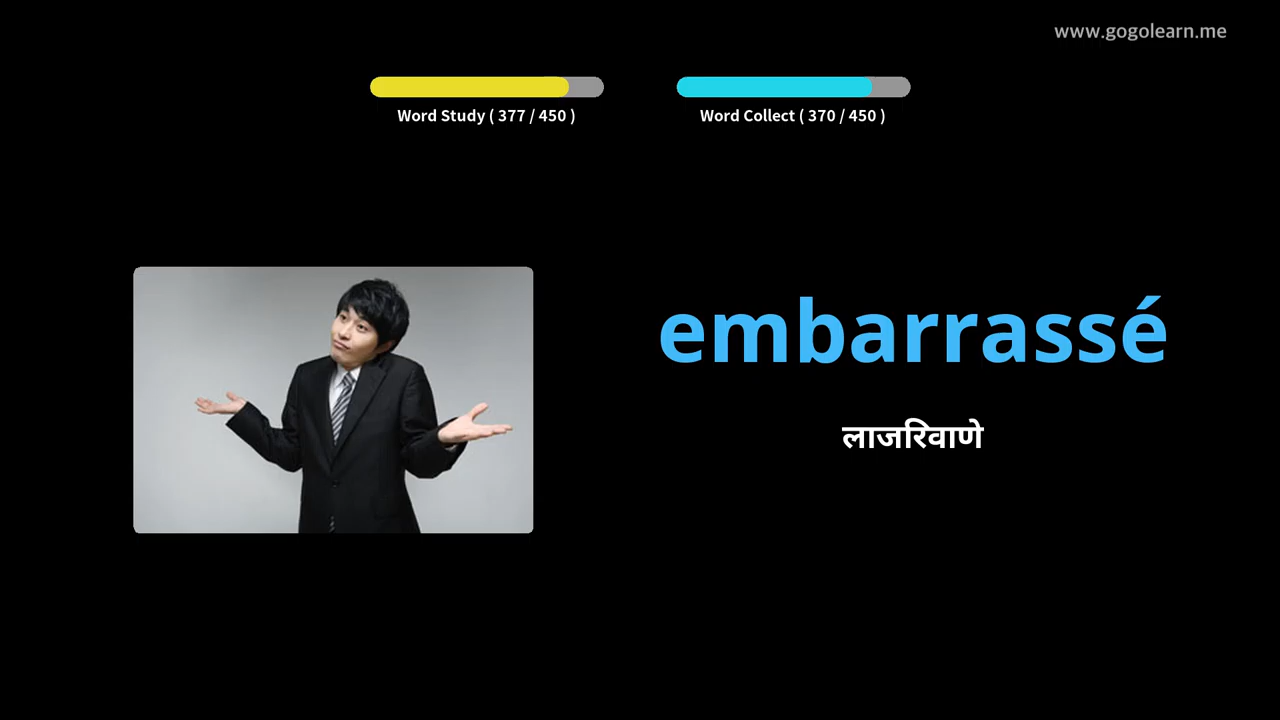 www.gogolearn.me
Word Study ( 377 / 450 )
Word Collect ( 370 / 450 )
embarrassé
लाजरिवाणे